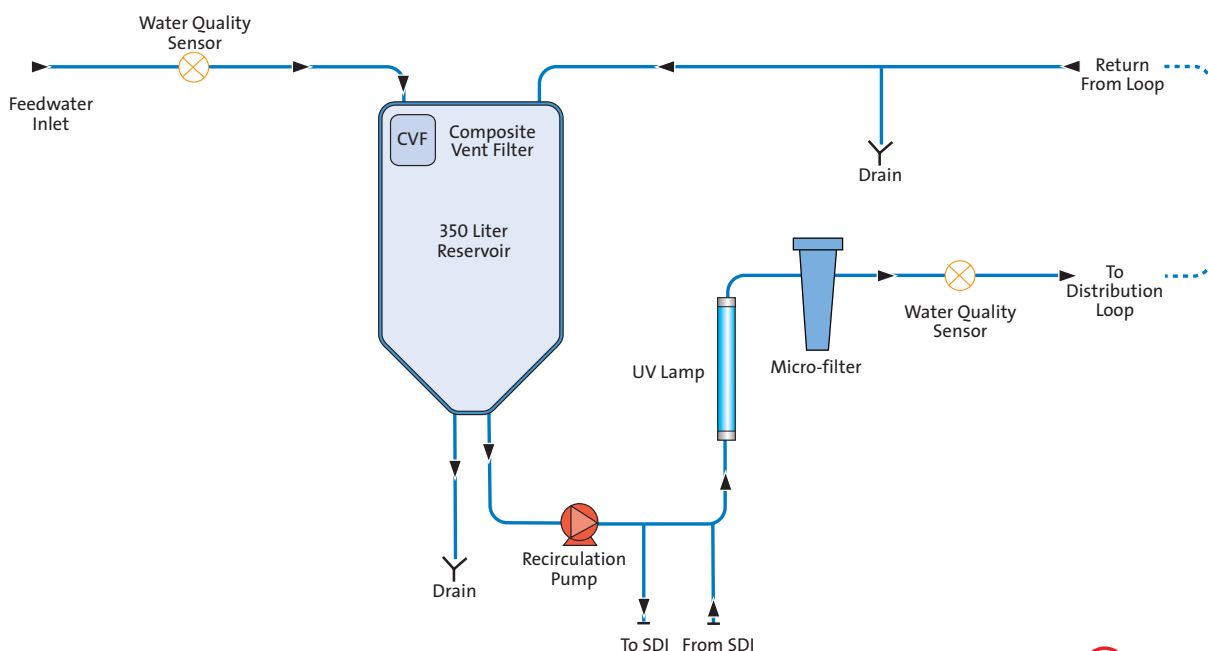 Water Quality
Sensor
Feedwater
Inlet
Return
From Loop
CVF
Composite
Vent Filter
Drain
350 Liter
Reservoir
To
Distribution
Loop
Water Quality
Sensor
Micro-filter
UV Lamp
Recirculation
Pump
Drain
To SDI
From SDI